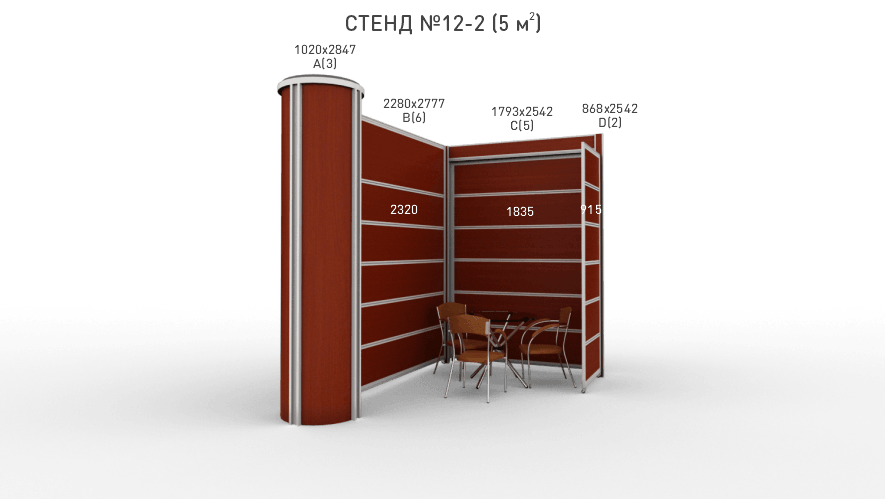 СТЕНД №12-2 (5 м²)
1020x2847
A(3)
2280x2777
B(6)
1793x2542
C(5)
868x2542
D(2)
2320
1835
915